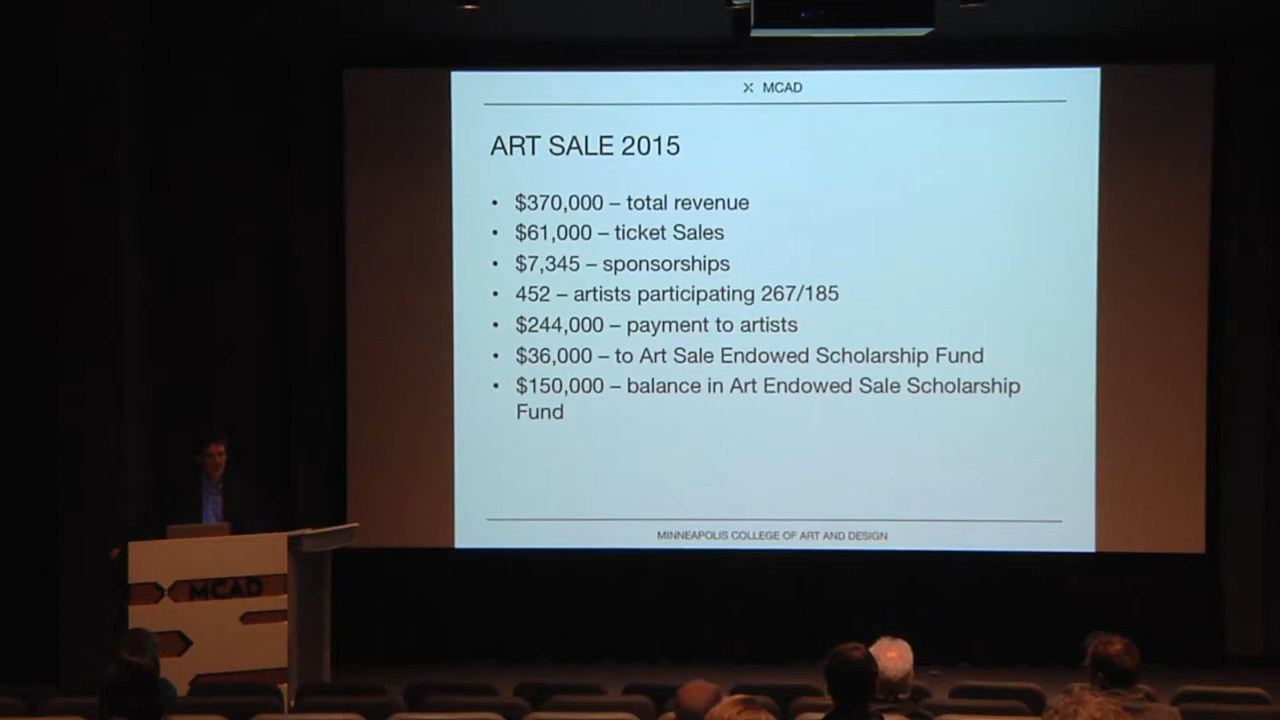 MCAD
ART SALE 2015
• $370,000 – total revenue
• $61,000 – ticket Sales
• $7,345 – sponsorships
• 452 – artists participating 267/185
• $244,000 – payment to artists
• $36,000 – to Art Sale Endowed Scholarship Fund
• $150,000 – balance in Art Endowed Sale Scholarship
Fund
MINNEAPOLIS COLLEGE OF ART AND DESIGN
MCAD